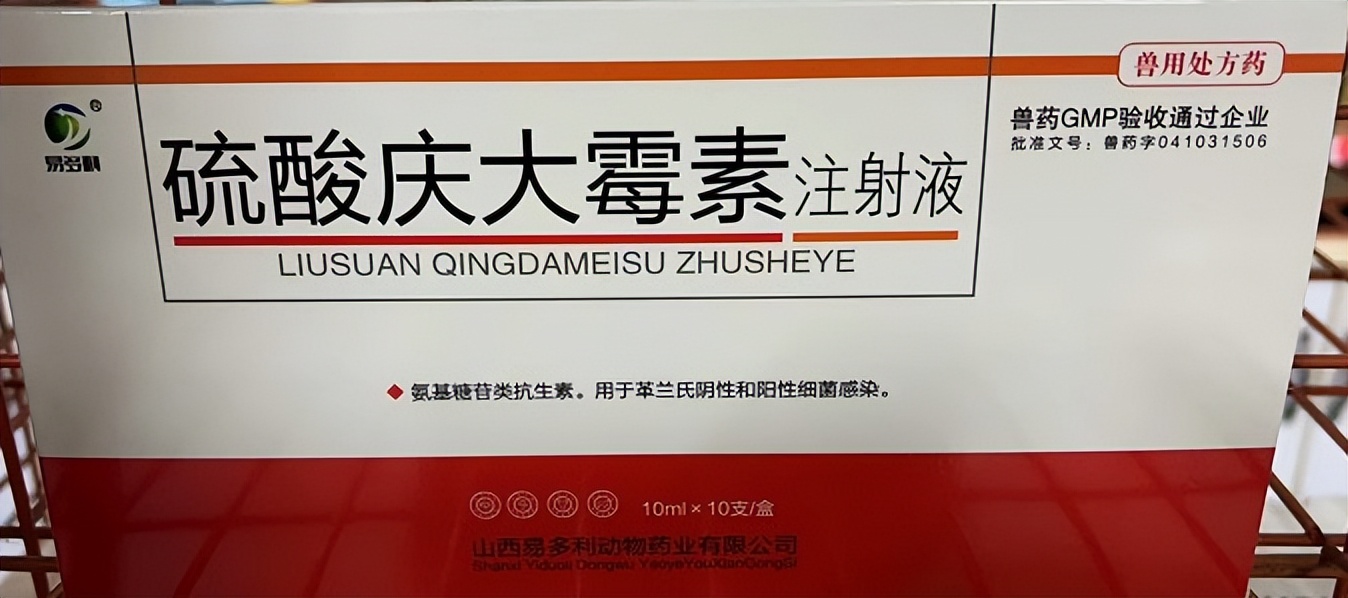 兽用处方药
易多利
®
兽药GMP验收通过企业
批准文号：兽药字041031506
硫酸庆大霉素注射液
LIUSUAN QINGDAMEISU ZHUSHEYE
氨基糖苷类抗生素。用于革兰氏阴性和阳性细菌感染。
10ml×10支/盒
山西易多利动物药业有限公司
Shanxi Yiduoli Dongwu YaoyeYouXianGongSi